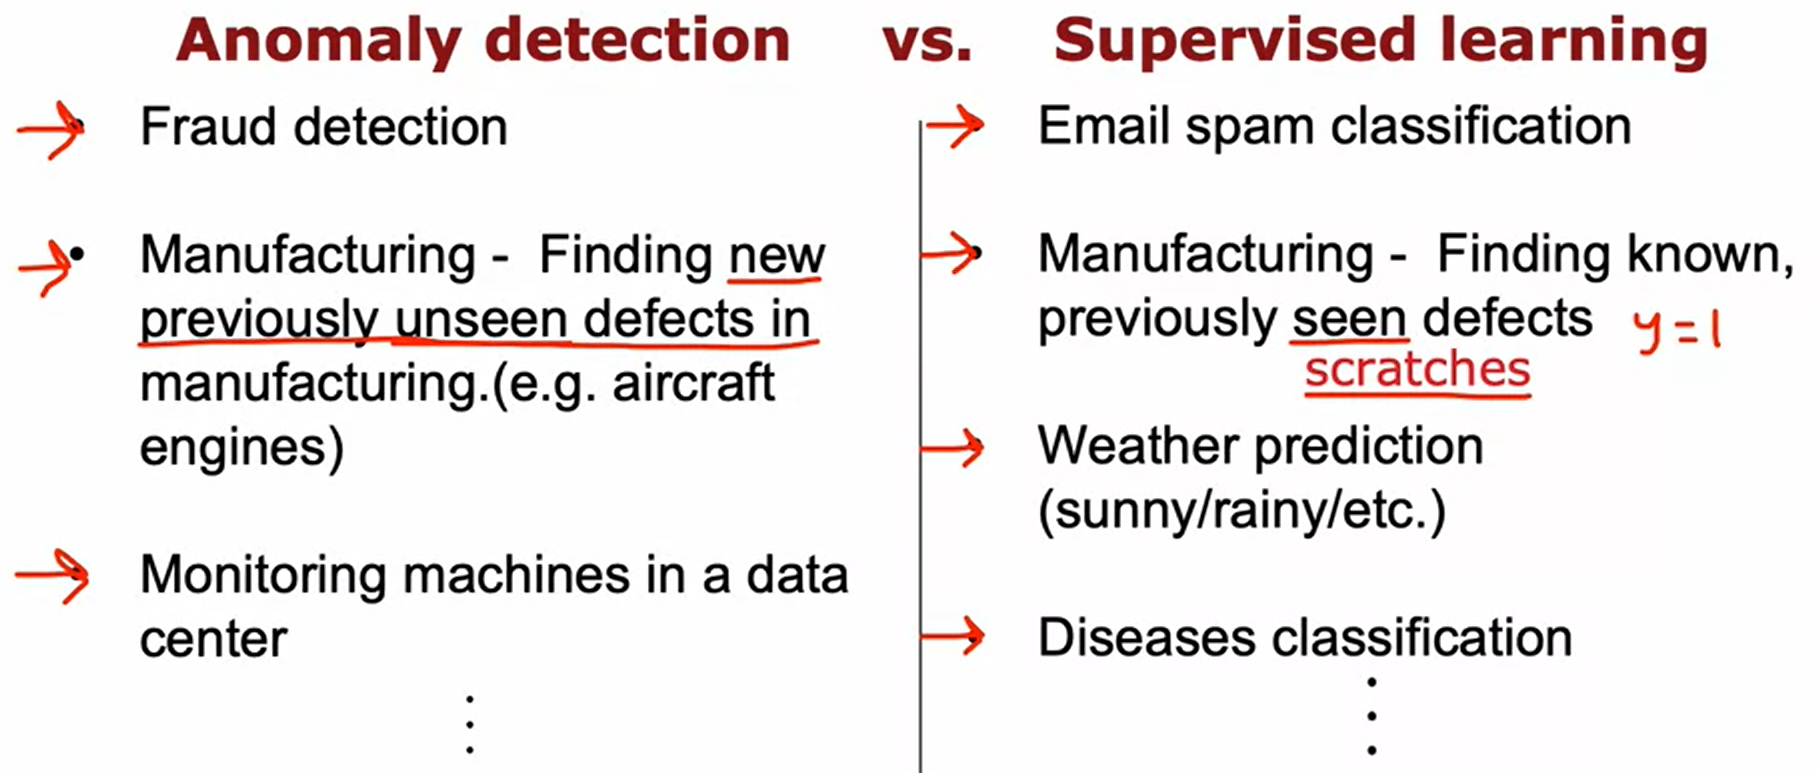 Anomaly detection vs. Supervised learning
Fraud detection
Manufacturing - Finding new
previously unseen defects in
manufacturing.(e.g. aircraft
engines)
Monitoring machines in a data
center
Email spam classification
Manufacturing - Finding known,
previously seen defects y=1
scratches
Weather prediction
(sunny/rainy/etc.)
Diseases classification